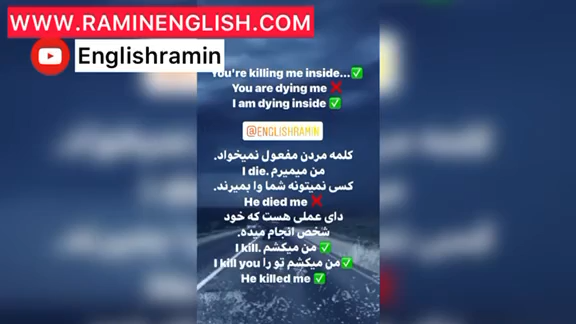 WWW.RAMINENGLISH.COM
Englishramin
You're killing me inside...✅
You are dying me ❌
I am dying inside ✅
@ENGLISHRAMIN
کلمه مردن مفعول نمیخواد.
من میمیرم .I die
کسی نمیتونه شما وا بمیرند.
He died me ❌
دای عملی هست که خود
شخص انجام میده.
I kill. من میکشم ✅
I kill you من میکشم تو را ✅
He killed me ✅